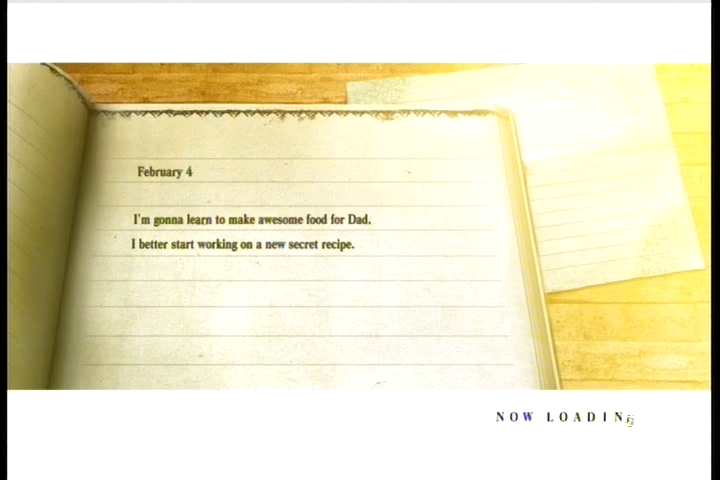 February 4
I'm gonna learn to make awesome food for Dad.
I better start working on a new secret recipe.
NOW LOADING